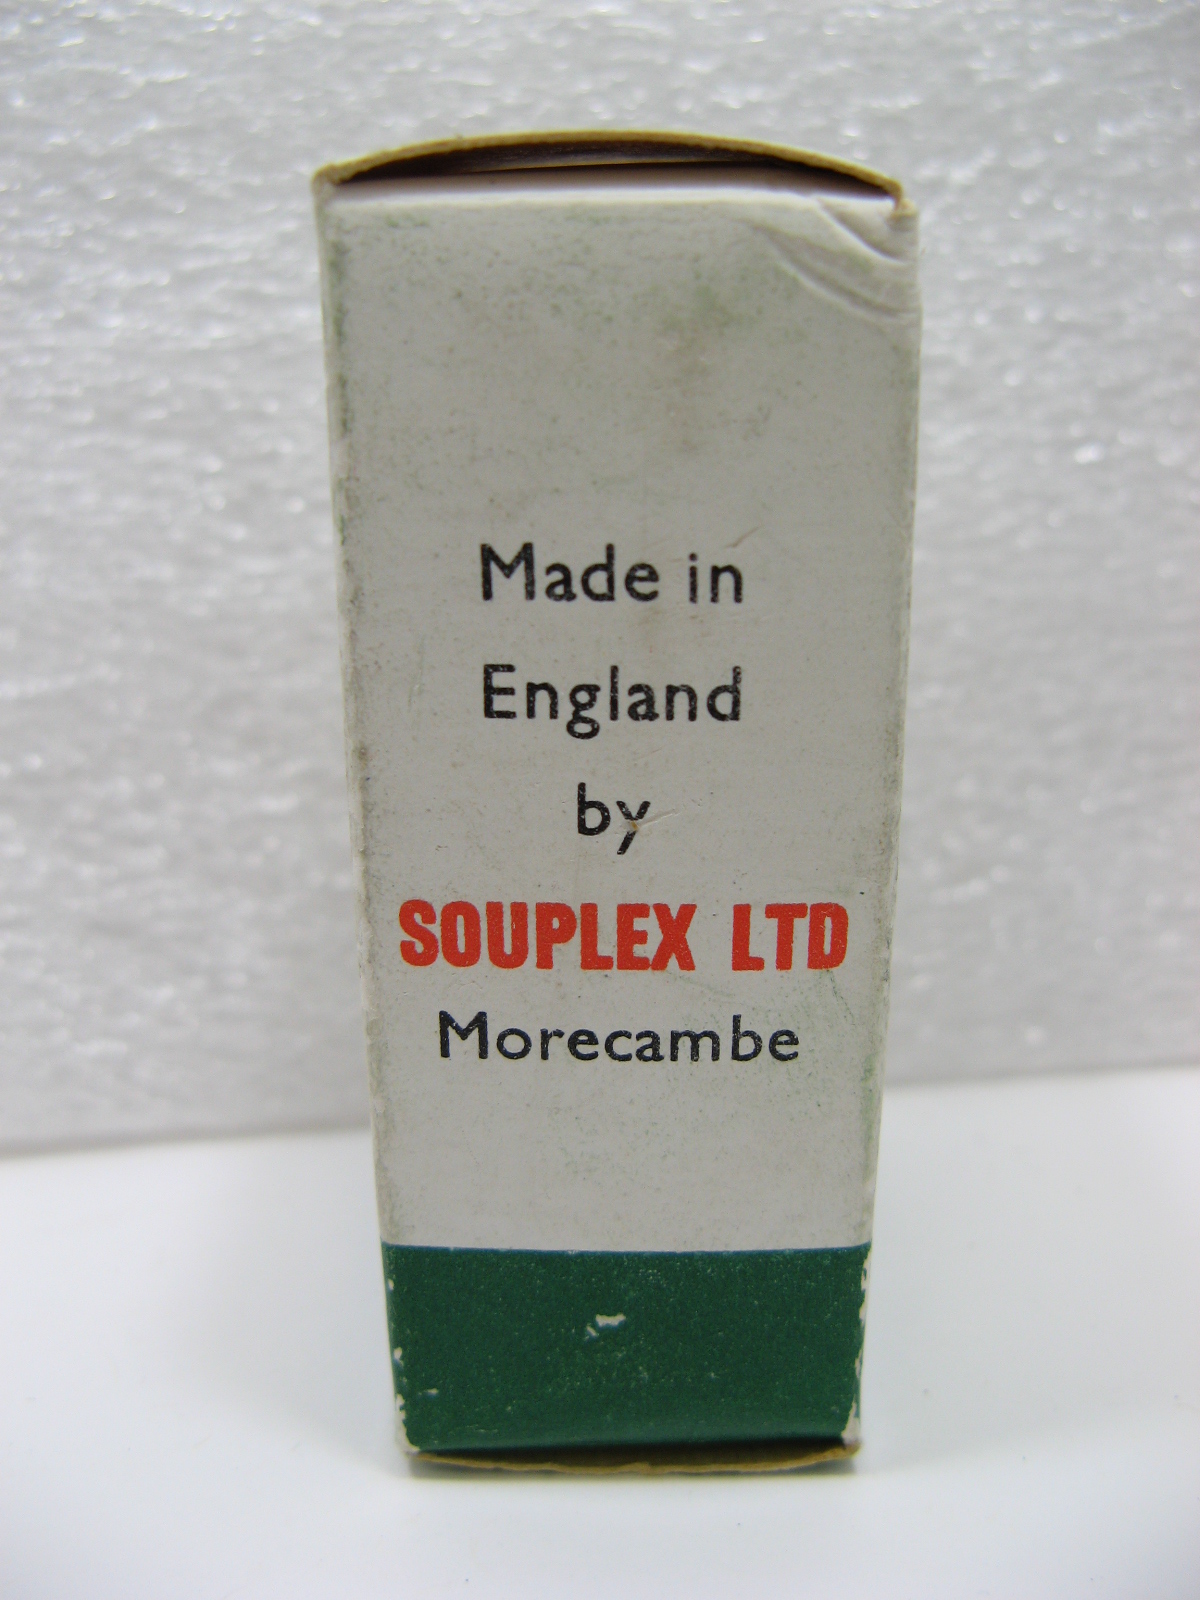 Made in
England
by
SOUPLEX LTD
Morecambe